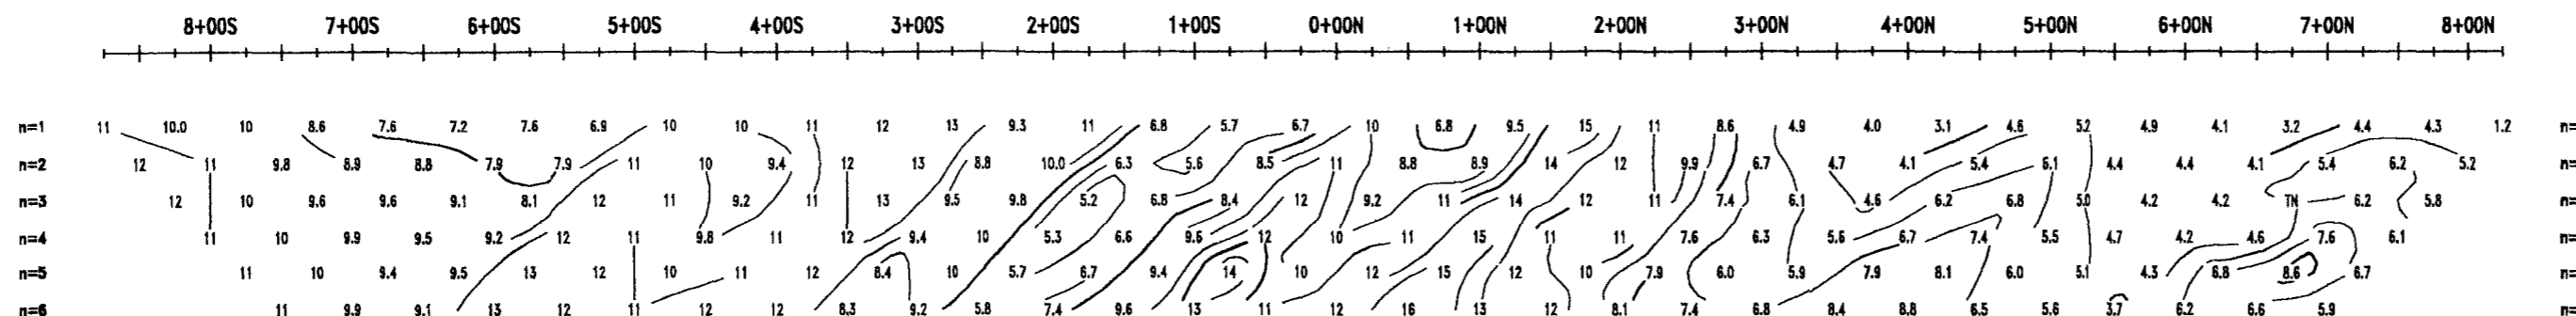 8+00S 7+00S 6+00S 5+00S 4+00S 3+00S 2+00S 1+00S 0+00N 1+00N 2+00N 3+00N 4+00N 5+00N 6+00N 7+00N 8+00N
n=1 11 10.0 10 8.6 7.6 7.2 7.6 6.9 10 10 11 12 13 9.3 11 6.8 5.7 6.7 10 6.8 9.5 15 11 8.6 4.9 4.0 3.1 4.6 5.2 4.9 4.1 3.2 4.4 4.3 1.2 n=
n=2 12 11 9.8 8.9 8.8 7.9 7.9 11 10 9.4 12 13 8.8 10.0 6.3 5.6 8.5 11 8.8 8.9 14 12 9.9 6.7 4.7 4.1 5.4 6.1 4.4 4.4 4.1 5.4 6.2 5.2 n=
n=3 12 10 9.6 9.6 9.1 8.1 12 11 9.2 11 13 9.5 9.8 5.2 6.8 8.4 12 9.2 11 14 12 11 7.4 6.1 4.6 6.2 6.8 5.0 4.2 4.2 TN 6.2 5.8 n=
n=4 11 10 9.9 9.5 9.2 12 11 9.8 11 12 9.4 10 5.3 6.6 9.6 12 10 11 15 11 11 7.6 6.3 5.6 6.7 7.4 5.5 4.7 4.2 4.6 7.6 6.1 n=
n=5 11 10 9.4 9.5 13 12 10 11 12 8.4 10 5.7 6.7 9.4 14 10 12 15 12 10 7.9 6.0 5.9 7.9 8.1 6.0 5.1 4.3 6.8 8.6 6.7 n=
n=6 11 9.9 9.1 13 12 11 12 12 8.3 9.2 5.8 7.4 9.6 13 11 12 16 13 12 8.1 7.4 6.8 8.4 8.8 6.5 5.6 3.7 6.2 6.6 5.9 n=